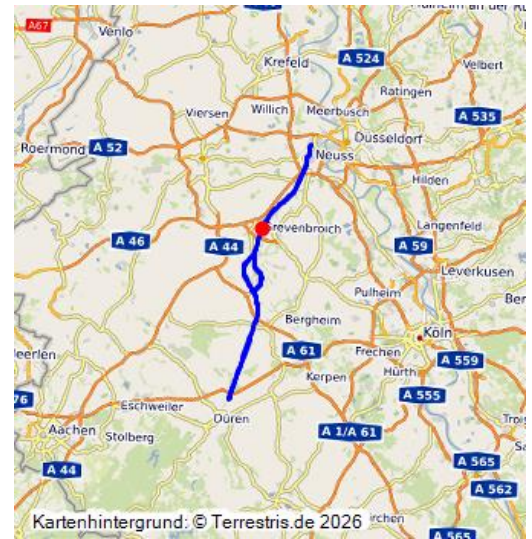 A67
Venlo
Krefeld
A 524
Velbert
Ratingen
Willich
Meerbusch
Viersen
A 535
Dusseldorf
A 52
Neuss
Roermond
Hilden
revenbroich
Langenfeld
A 46
A 44
A 59
Leverkusen
Pulheim
Bergheim
Köln
Frechen
A 61
A 559
Hürth
Kerpen
A 555
Eschweiler
Düren
Aachen
Stolberg
A 1/A 61
A 44
A 565
A 562
A 565
Kartenhintergrund: © Terrestris.de 2026